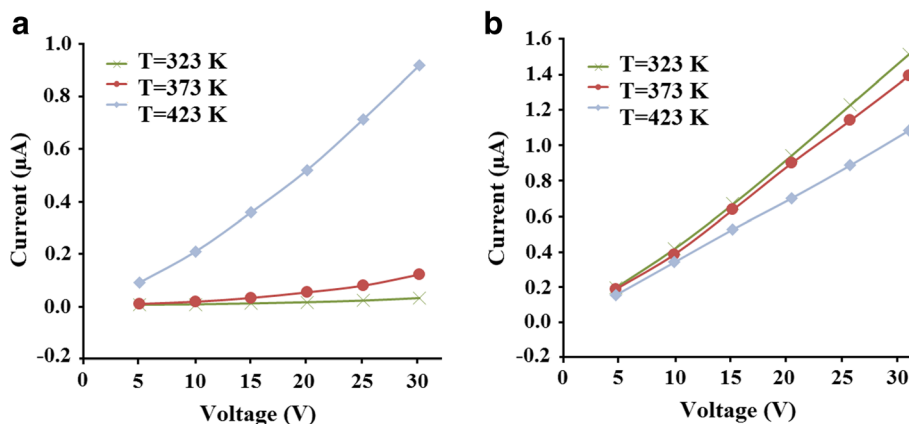 a
1.0
0.8
0.6
0.4
0.2
0.0
-0.2
Current (µA)
T=323 K
T=373 K
T=423 K
0 5 10 15 20 25 30
Voltage (V)
b
1.6
1.4
1.2
1.0
0.8
0.6
0.4
0.2
0.0
-0.2
Current (µA)
T=323 K
T=373 K
T=423 K
0 5 10 15 20 25 30
Voltage (V)